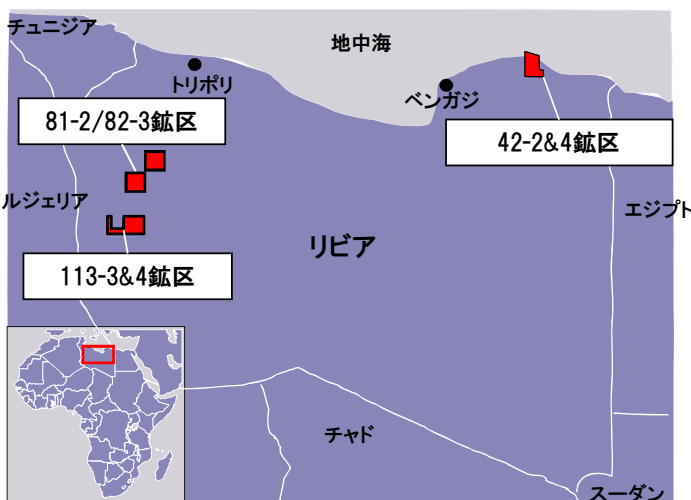 チュニジア
地中海
トリポリ
ベンガジ
81-2/82-3鉱区
42-2&4鉱区
ルジェリア
エジプト
リビア
113-3&4鉱区
チャド
スーダン